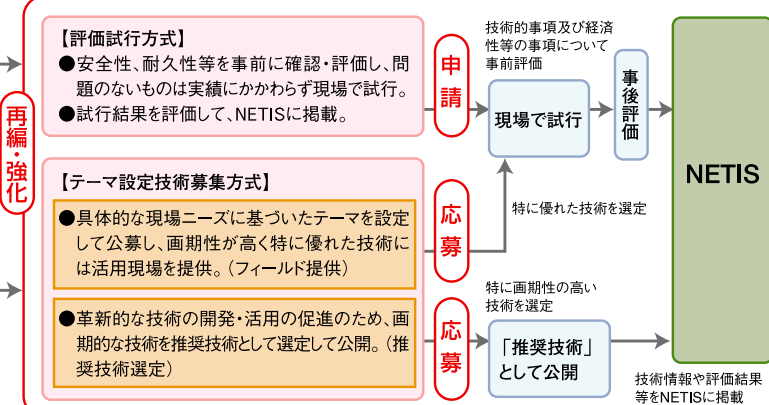 再編・強化
【評価試行方式】
●安全性、耐久性等を事前に確認・評価し、問
題のないものは実績にかかわらず現場で試行。
●試行結果を評価して、NETISに掲載。
申請
技術的事項及び経済
性等の事項について
事前評価
現場で試行
事後評価
NETIS
【テーマ設定技術募集方式】
●具体的な現場ニーズに基づいたテーマを設定
して公募し、画期性が高く特に優れた技術に
は活用現場を提供。（フィールド提供）
応募
特に優れた技術を選定
●革新的な技術の開発・活用の促進のため、画
期的な技術を推奨技術として選定して公開。（推
奨技術選定）
応募
特に画期性の高い
技術を選定
「推奨技術」
として公開
技術情報や評価結果
等をNETISに掲載